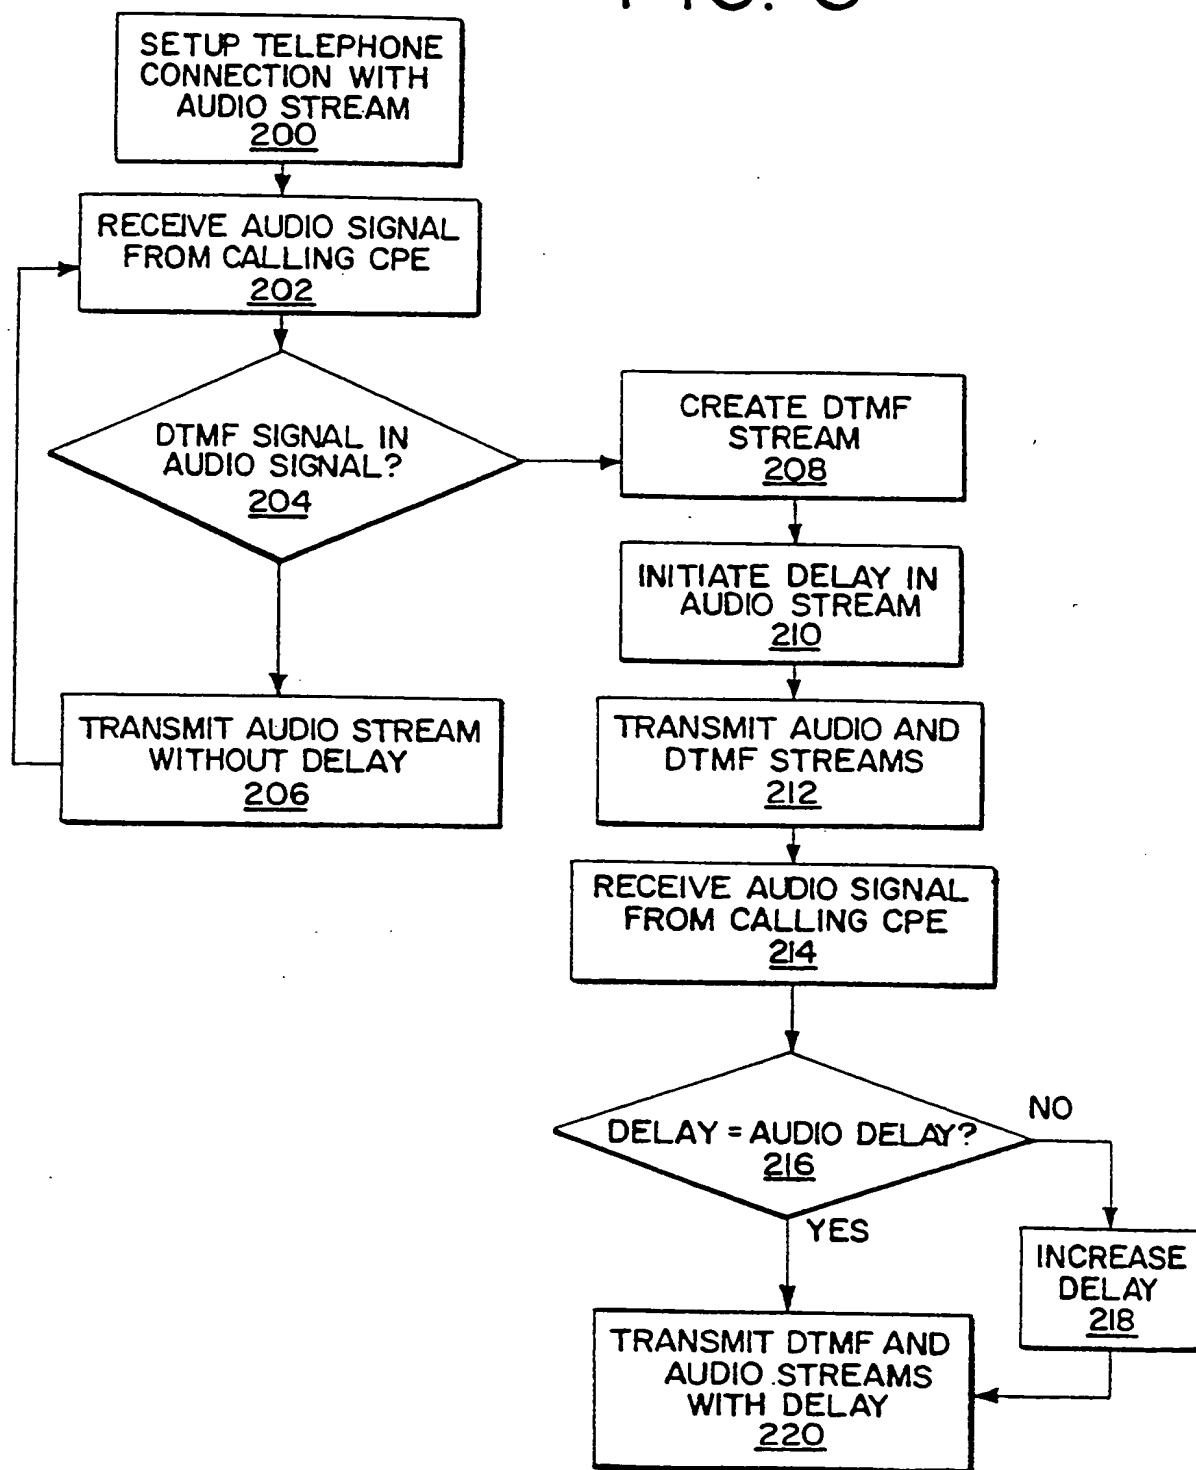 SETUP TELEPHONE
CONNECTION WITH
AUDIO STREAM
200
RECEIVE AUDIO SIGNAL
FROM CALLING CPE
202
DTMF SIGNAL IN
AUDIO SIGNAL?
204
TRANSMIT AUDIO STREAM
WITHOUT DELAY
206
CREATE DTMF
STREAM
208
INITIATE DELAY IN
AUDIO STREAM
210
TRANSMIT AUDIO AND
DTMF STREAMS
212
RECEIVE AUDIO SIGNAL
FROM CALLING CPE
214
DELAY = AUDIO DELAY?
216
NO
YES
INCREASE
DELAY
218
TRANSMIT DTMF AND
AUDIO STREAMS
WITH DELAY
220